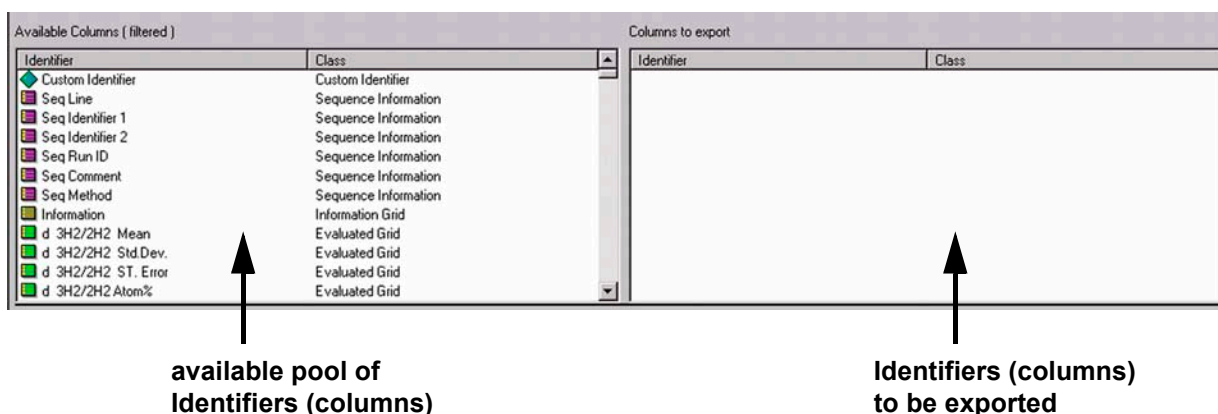 Available Columns ( filtered )
Columns to export
Identifier Class
Identifier Class
Custom Identifier Custom Identifier
Seq Line Sequence Information
Seq Identifier 1 Sequence Information
Seq Identifier 2 Sequence Information
Seq Run ID Sequence Information
Seq Comment Sequence Information
Seq Method Sequence Information
Information Information Grid
d 3H2/2H2 Mean Evaluated Grid
d 3H2/2H2 Std.Dev. Evaluated Grid
d 3H2/2H2 ST. Error Evaluated Grid
d 3H2/2H2 Atom% Evaluated Grid
available pool of
Identifiers (columns)
Identifiers (columns)
to be exported